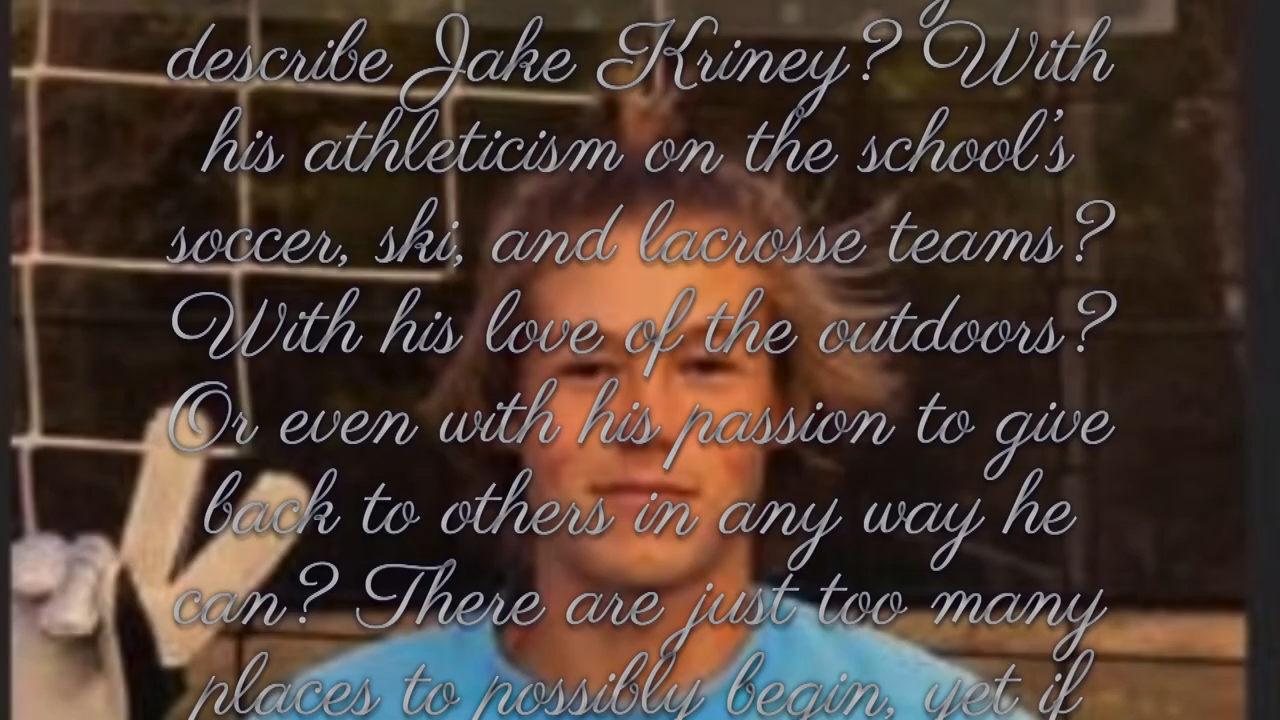 describe Jake Kriney? With
his athleticism on the school's
soccer, ski, and lacrosse teams?
With his love of the outdoors?
Or even with his passion to give
back to others in any way he
can? There are just too many
places to possibly begin, yet if